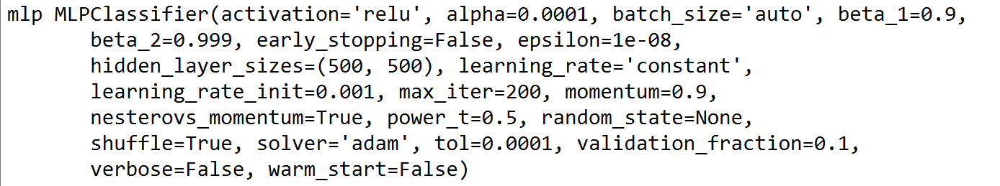 mlp MLPClassifier(activation='relu', alpha=0.0001, batch_size='auto', beta_1=0.9,
beta_2=0.999, early_stopping=False, epsilon=1e-08,
hidden_layer_sizes=(500, 500), learning_rate='constant',
learning_rate_init=0.001, max_iter=200, momentum=0.9,
nesterovs_momentum=True, power_t=0.5, random_state=None,
shuffle=True, solver='adam', tol=0.0001, validation_fraction=0.1,
verbose=False, warm_start=False)